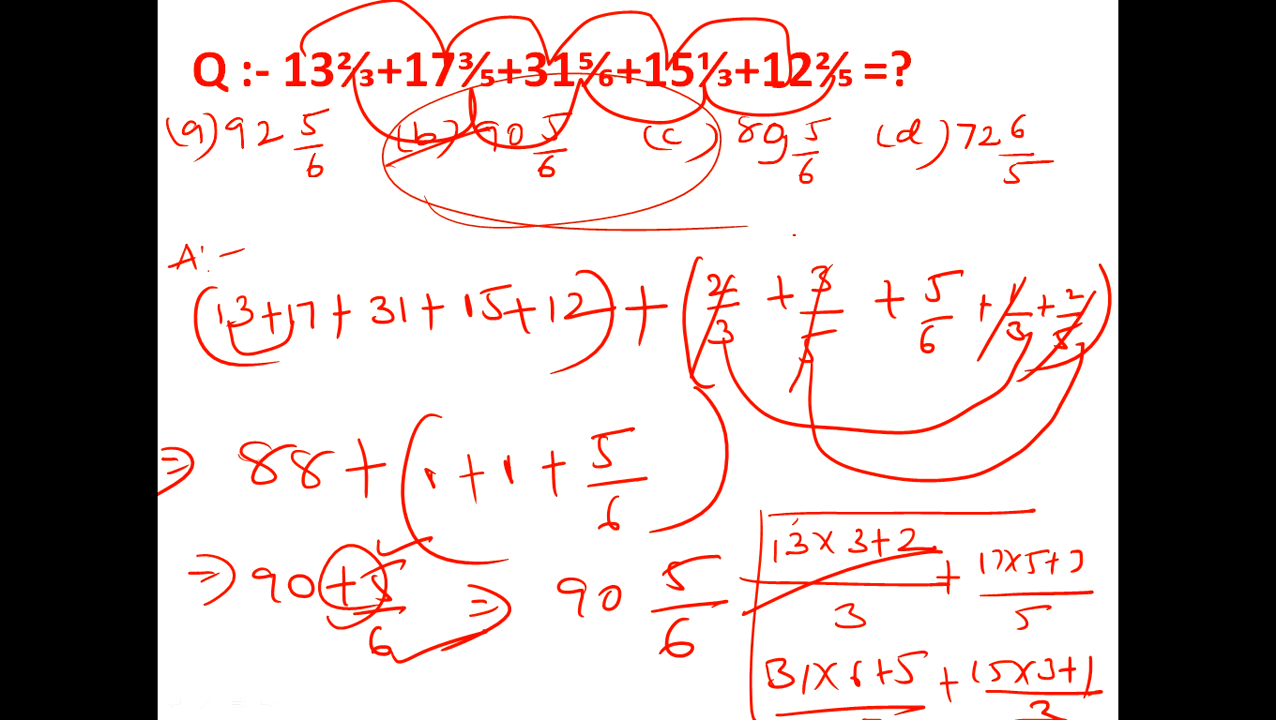 Q :- 13⅔+17⅗+31⅚+15⅓+12⅖ =?
(a) 92 5/6 (b) 90 5/6 (c) 89 5/6 (d) 72 6/5
A:-
(13+17+31+15+12) + (2/3 + 3/5 + 5/6 + 1/3 + 2/5)
⇒ 88 + (1+1+5/6)
⇒ 90 + 5/6 ⇒ 90 5/6
13×3+2/3 + 17×5+3/5
31×6+5 + 15×3+1/3